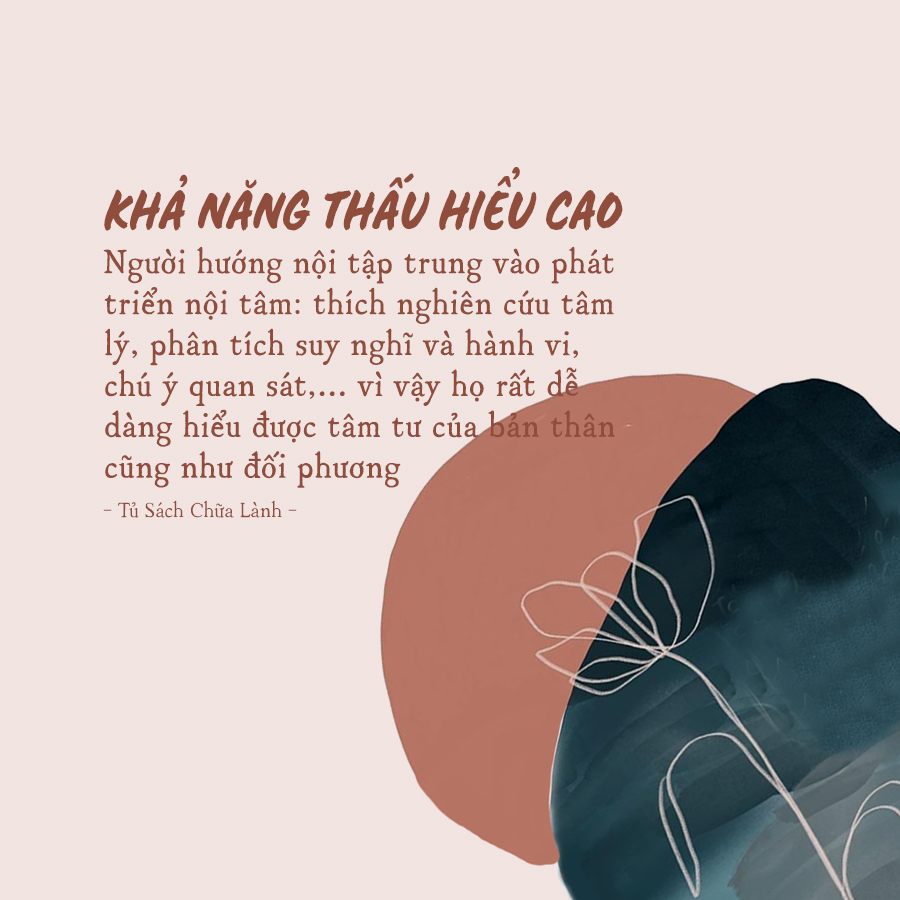 KHẢ NĂNG THẤU HIỂU CAO
Người hướng nội tập trung vào phát
triển nội tâm: thích nghiên cứu tâm
lý, phân tích suy nghĩ và hành vi,
chú ý quan sát,... vì vậy họ rất dễ
dàng hiểu được tâm tư của bản thân
cũng như đối phương
– Tủ Sách Chữa Lành –